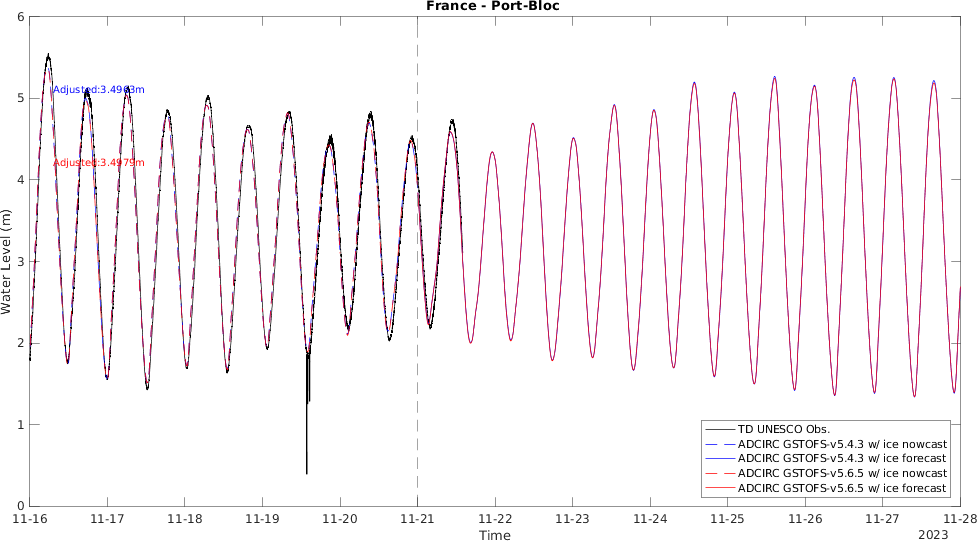 France - Port-Bloc
6
5
4
3
2
1
0
Water Level (m)
Adjusted:3.4963m
Adjusted:3.4979m
TD UNESCO Obs.
ADCIRC GSTOFS-v5.4.3 w/ ice nowcast
ADCIRC GSTOFS-v5.4.3 w/ ice forecast
ADCIRC GSTOFS-v5.6.5 w/ ice nowcast
ADCIRC GSTOFS-v5.6.5 w/ ice forecast
11-16 11-17 11-18 11-19 11-20 11-21 11-22 11-23 11-24 11-25 11-26 11-27 11-28
Time
2023